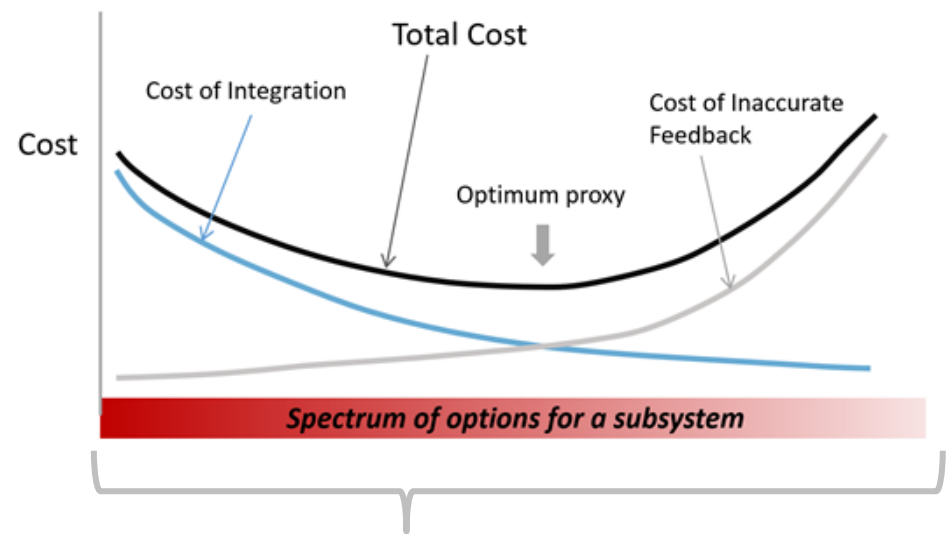 Total Cost
Cost of Integration
Cost of Inaccurate
Feedback
Cost
Optimum proxy
Spectrum of options for a subsystem